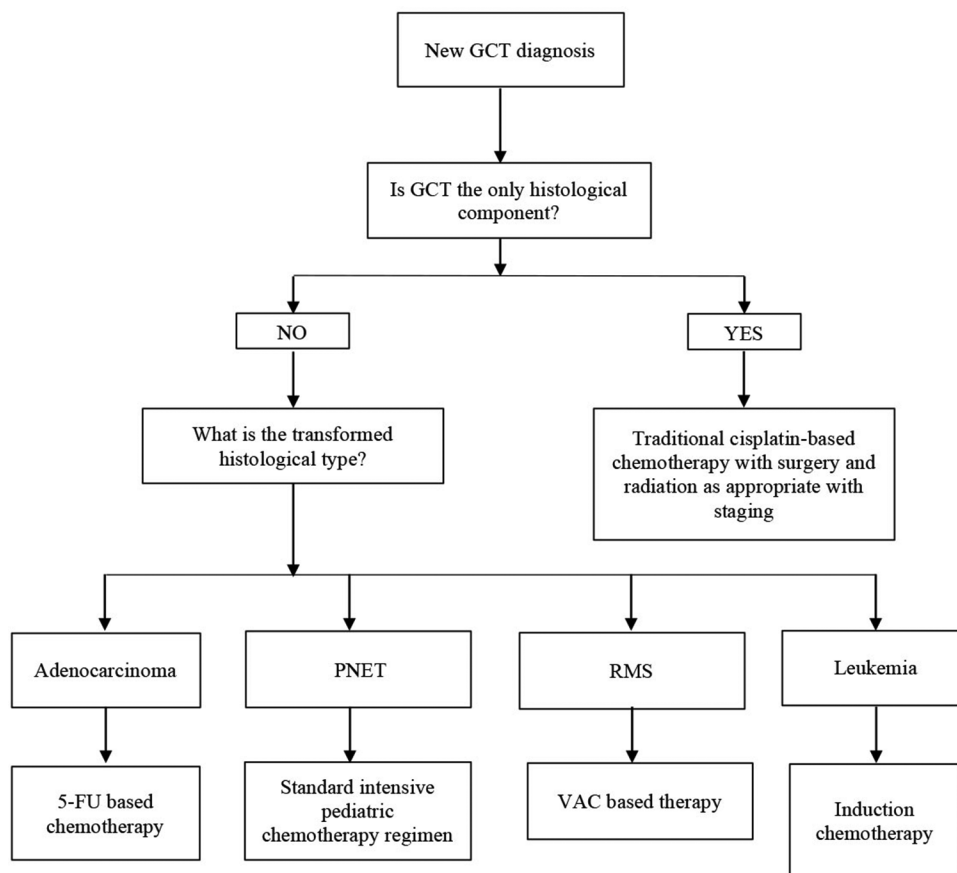 New GCT diagnosis
Is GCT the only histological
component?
NO
YES
What is the transformed
histological type?
Traditional cisplatin-based
chemotherapy with surgery and
radiation as appropriate with
staging
Adenocarcinoma
PNET
RMS
Leukemia
5-FU based
chemotherapy
Standard intensive
pediatric
chemotherapy regimen
VAC based therapy
Induction
chemotherapy